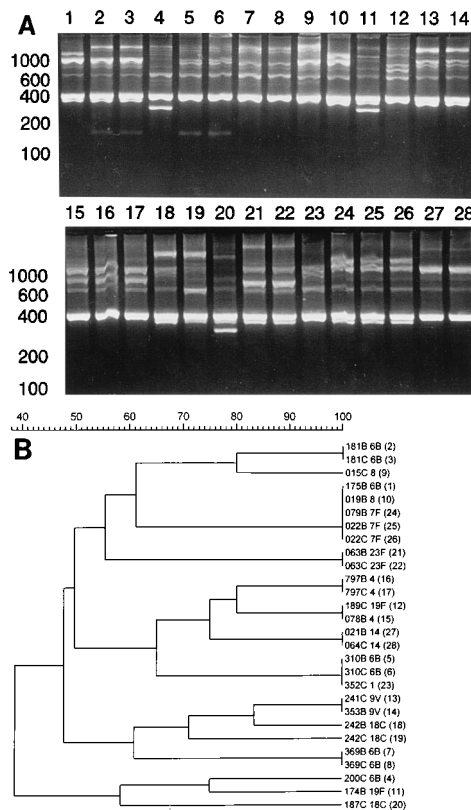 A
1 2 3 4 5 6 7 8 9 10 11 12 13 14
1000
600
400
200
100
15 16 17 18 19 20 21 22 23 24 25 26 27 28
1000
600
400
200
100
40 50 60 70 80 90 100
B
181B 6B (2)
181C 6B (3)
015C 8 (9)
175B 6B (1)
019B 8 (10)
079B 7F (24)
022B 7F (25)
022C 7F (26)
063B 23F (21)
063C 23F (22)
797B 4 (16)
797C 4 (17)
189C 19F (12)
078B 4 (15)
021B 14 (27)
064C 14 (28)
310B 6B (5)
310C 6B (6)
352C 1 (23)
241C 9V (13)
353B 9V (14)
242B 18C (18)
242C 18C (19)
369B 6B (7)
369C 6B (8)
200C 6B (4)
174B 19F (11)
187C 18C (20)